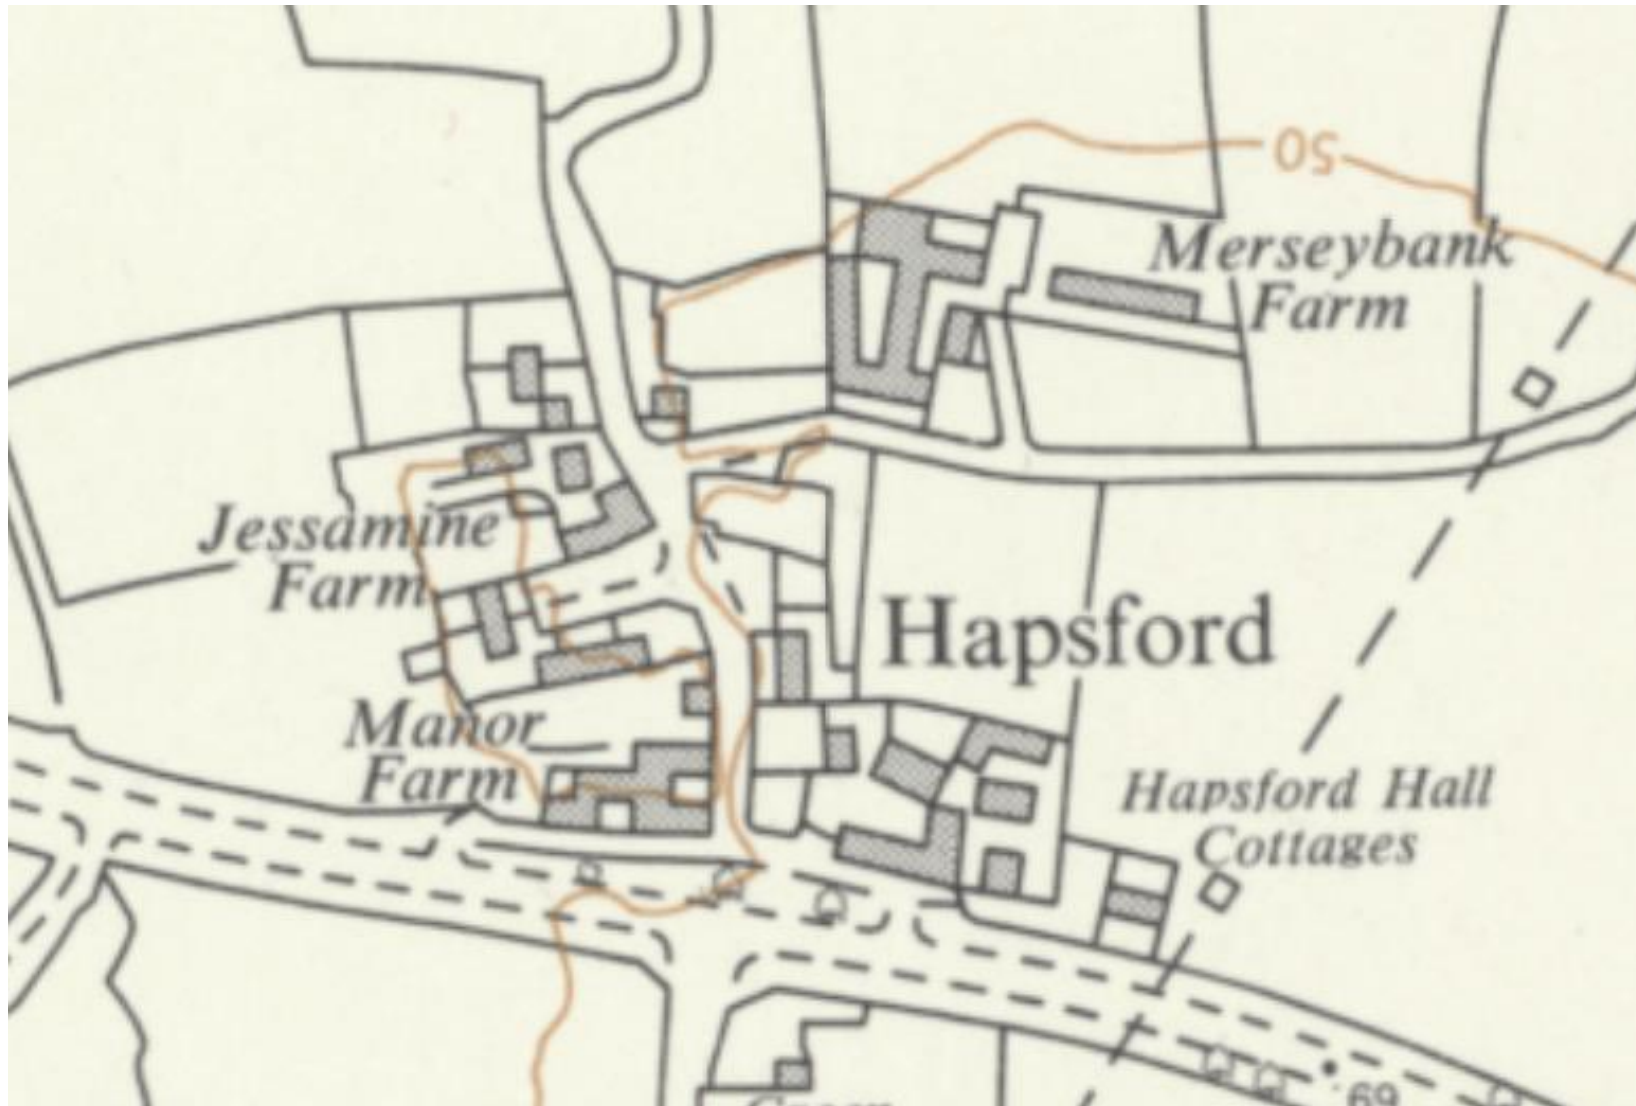 50
Merseybank
Farm
Jessamine
Farm
Hapsford
Manor
Farm
Hapsford Hall
Cottages
.69